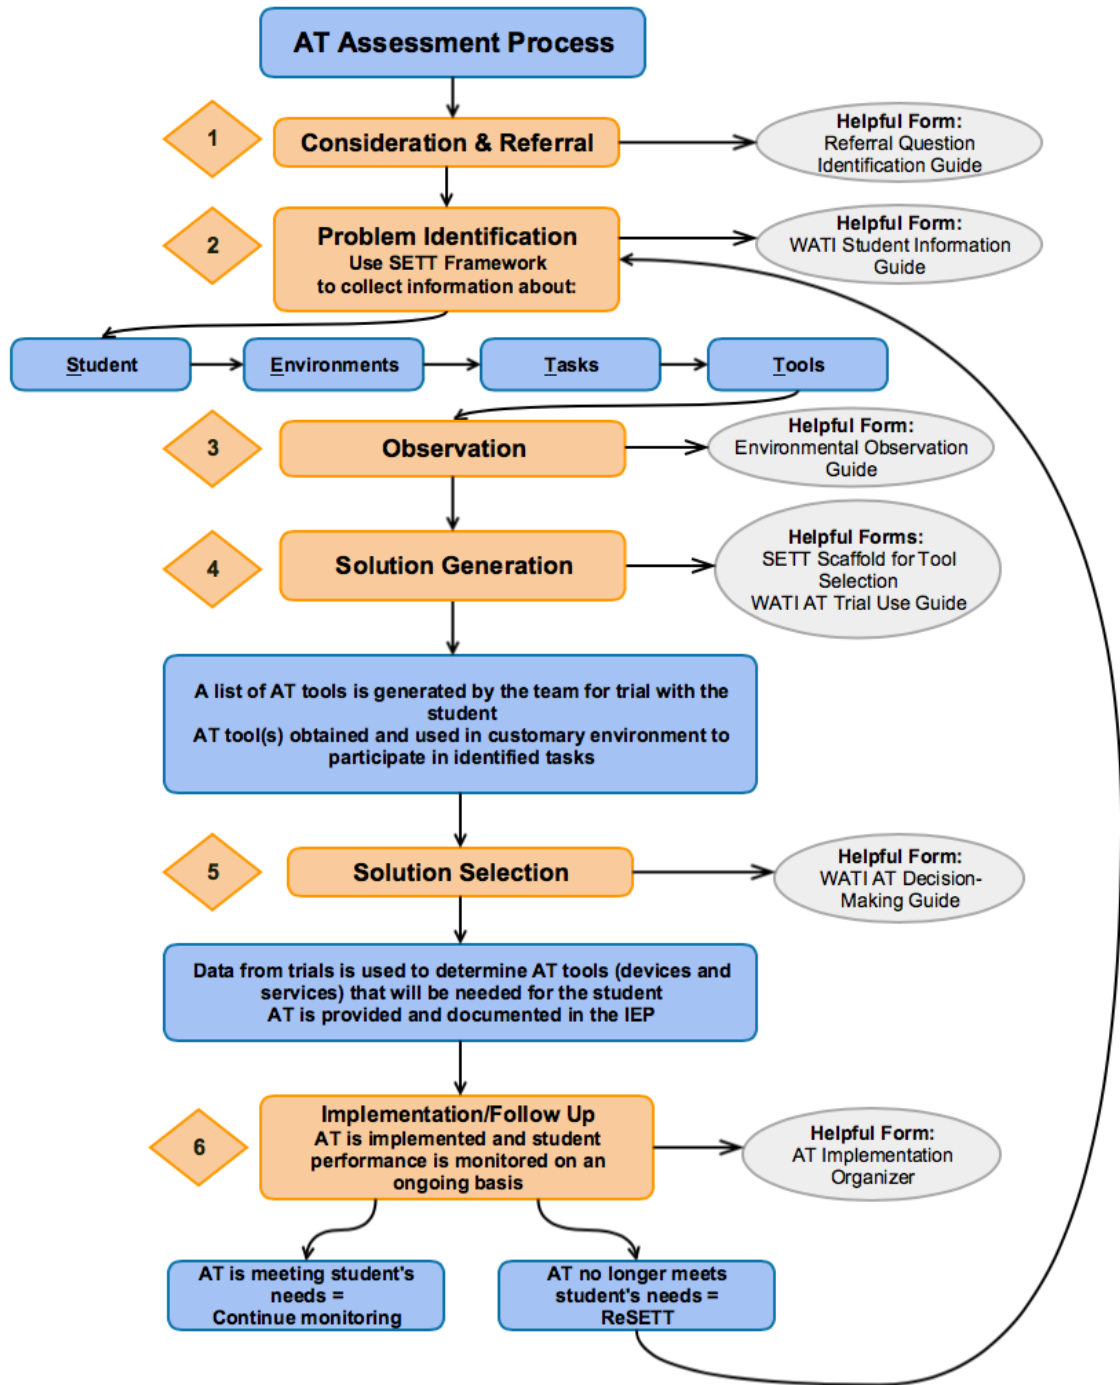 AT Assessment Process
1
Consideration & Referral
Helpful Form:
Referral Question
Identification Guide
2
Problem Identification
Use SETT Framework
to collect information about:
Helpful Form:
WATI Student Information
Guide
Student
Environments
Tasks
Tools
3
Observation
Helpful Form:
Environmental Observation
Guide
4
Solution Generation
Helpful Forms:
SETT Scaffold for Tool
Selection
WATI AT Trial Use Guide
A list of AT tools is generated by the team for trial with the
student
AT tool(s) obtained and used in customary environment to
participate in identified tasks
5
Solution Selection
Helpful Form:
WATI AT Decision-
Making Guide
Data from trials is used to determine AT tools (devices and
services) that will be needed for the student
AT is provided and documented in the IEP
6
Implementation/Follow Up
AT is implemented and student
performance is monitored on an
ongoing basis
Helpful Form:
AT Implementation
Organizer
AT is meeting student's
needs =
Continue monitoring
AT no longer meets
student's needs =
ReSETT